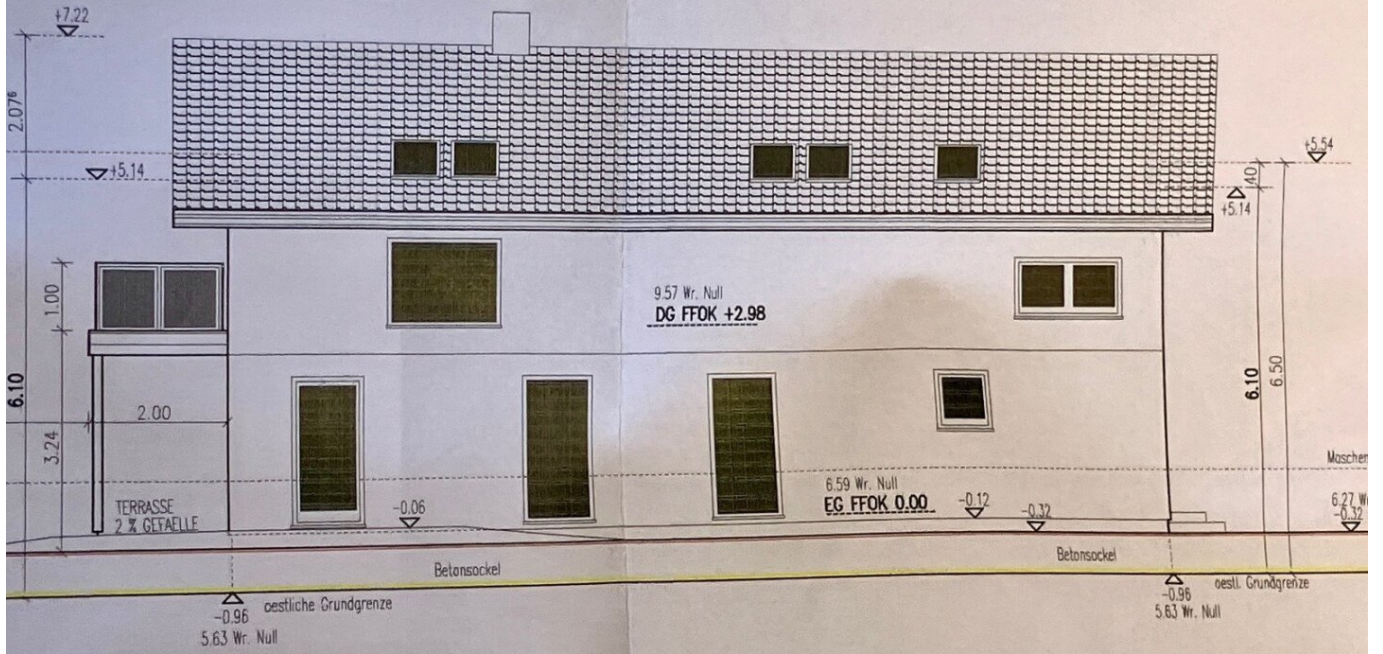 +7.22
2.07⁶
+5.14
+5.54
40
+5.14
1.00
9.57 Wr. Null
DG FFOK +2.98
6.10
3.24
2.00
6.10
6.50
Maschen
TERRASSE
2 % GEFAELLE
-0.06
6.59 Wr. Null
EG FFOK 0.00
-0.12
-0.32
6.27 W
-0.32
Betonsockel
Betonsockel
oestliche Grundgrenze
oestl. Grundgrenze
-0.96
5.63 Wr. Null
-0.96
5.63 Wr. Null